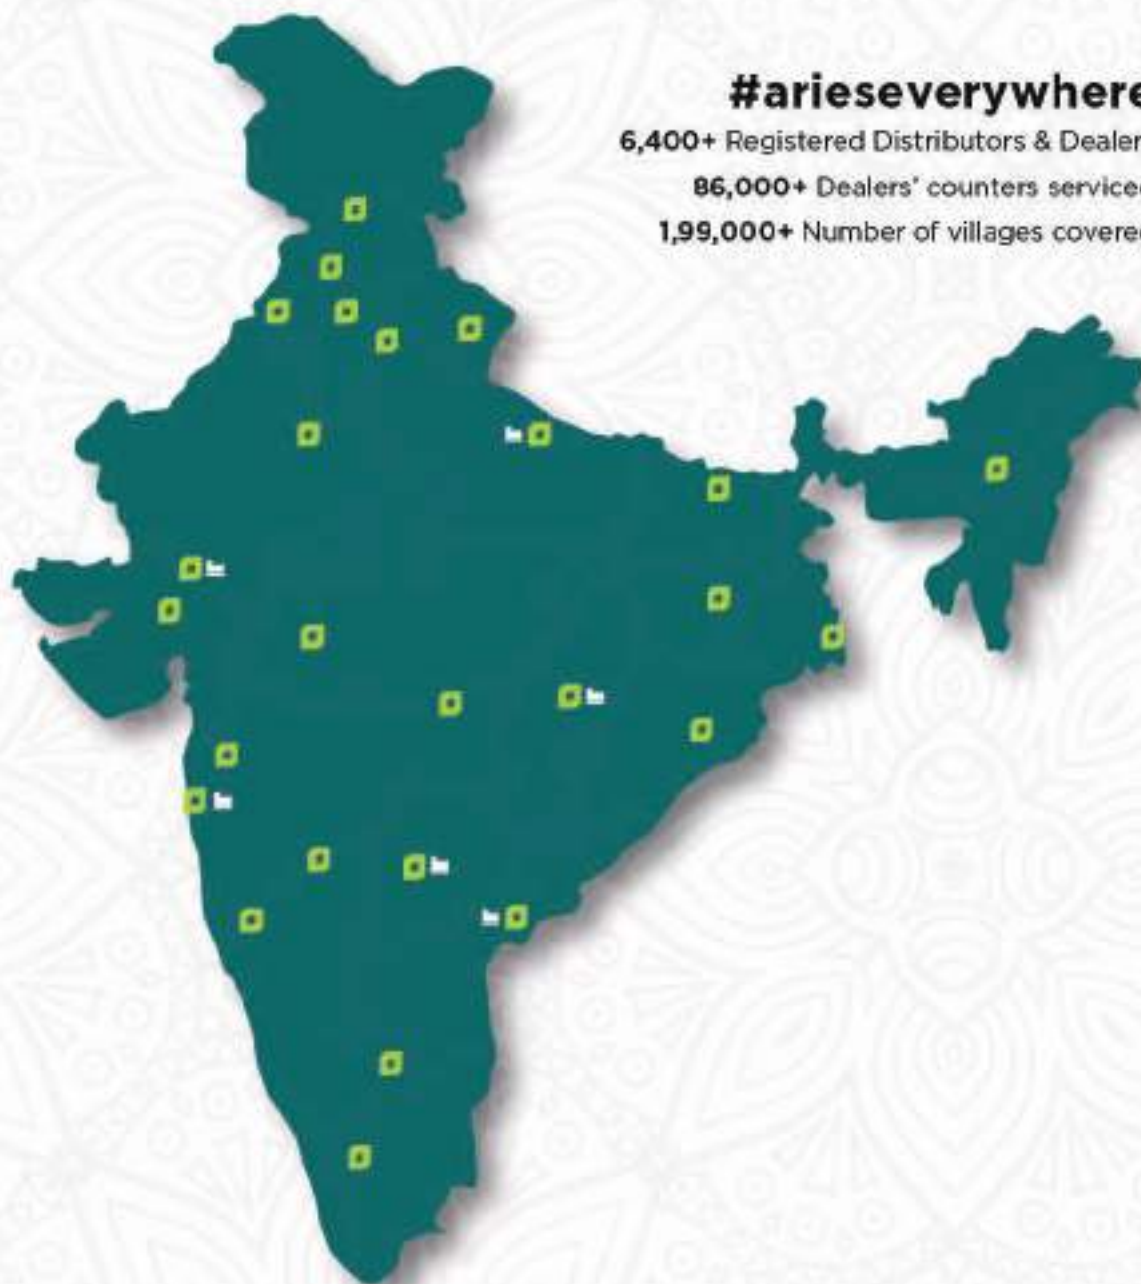 #arieseverywhere
6,400+ Registered Distributors & Dealer
86,000+ Dealers' counters service
1,99,000+ Number of villages covere